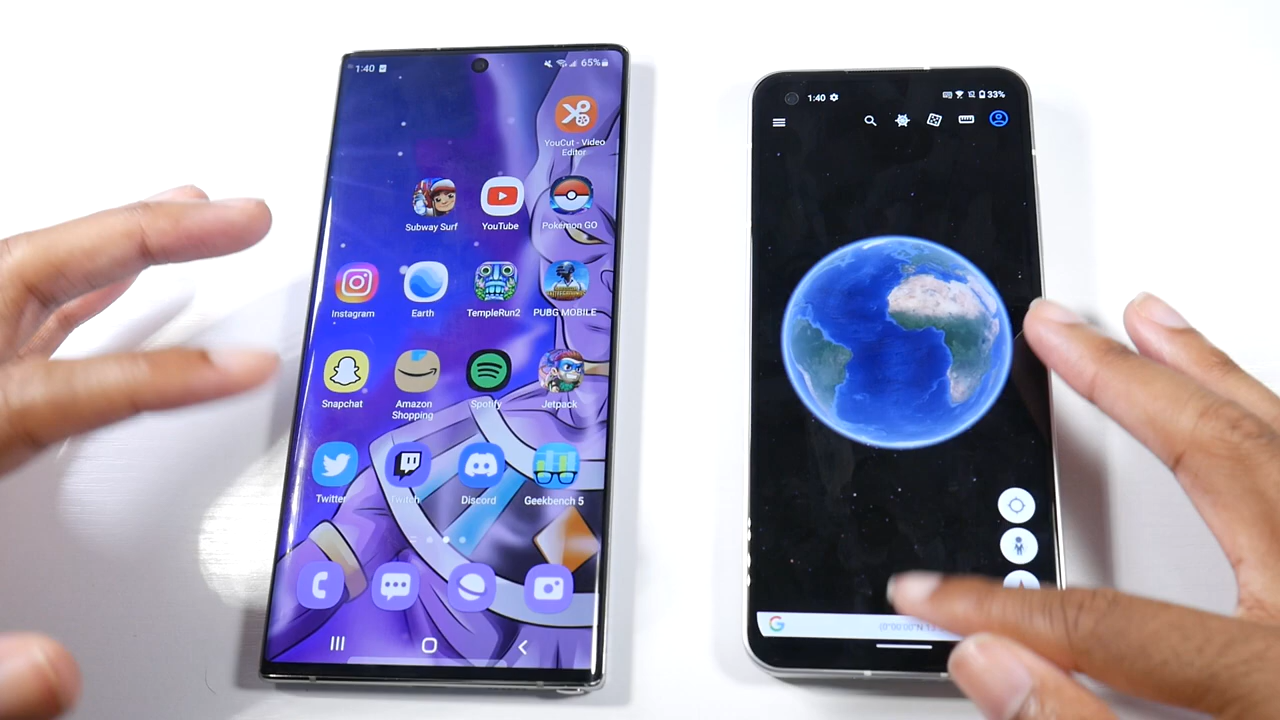 1:40
65%
YouCut - Video
Editor
Subway Surf
YouTube
Pokémon GO
Instagram
Earth
TempleRun2
PUBG MOBILE
Snapchat
Amazon
Shopping
Spotify
Jetpack
Twitter
Twitch
Discord
Geekbench 5
1:40
33%